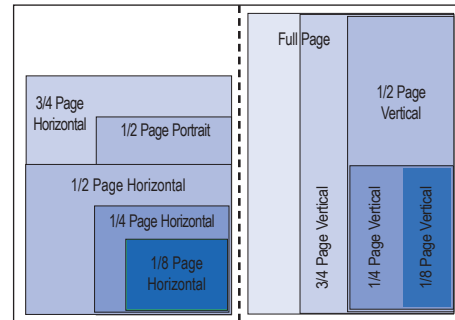 3/4 Page
Horizontal
1/2 Page Portrait
1/2 Page Horizontal
1/4 Page Horizontal
1/8 Page
Horizontal
Full Page
1/2 Page
Vertical
3/4 Page Vertical
1/4 Page Vertical
1/8 Page Vertical